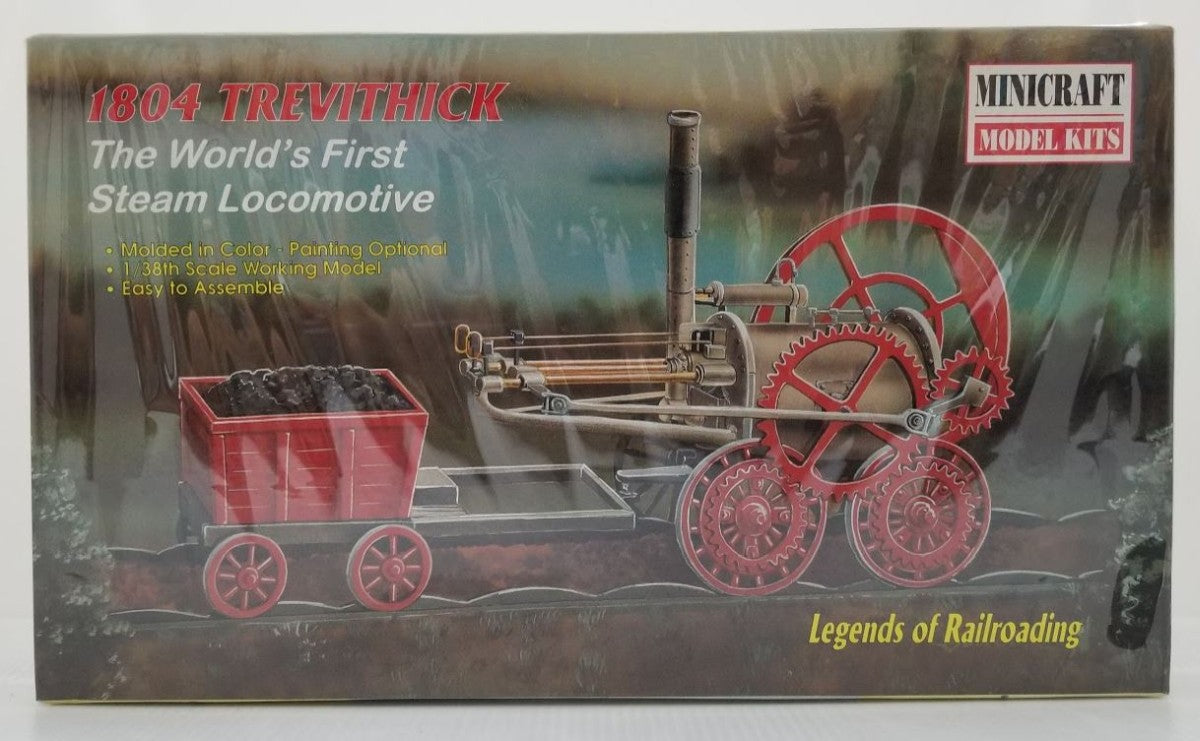 1804 TREVITHICK
The World's First
Steam Locomotive
• Molded in Color - Painting Optional
• 1/38th Scale Working Model
• Easy to Assemble
MINICRAFT
MODEL KITS
Legends of Railroading